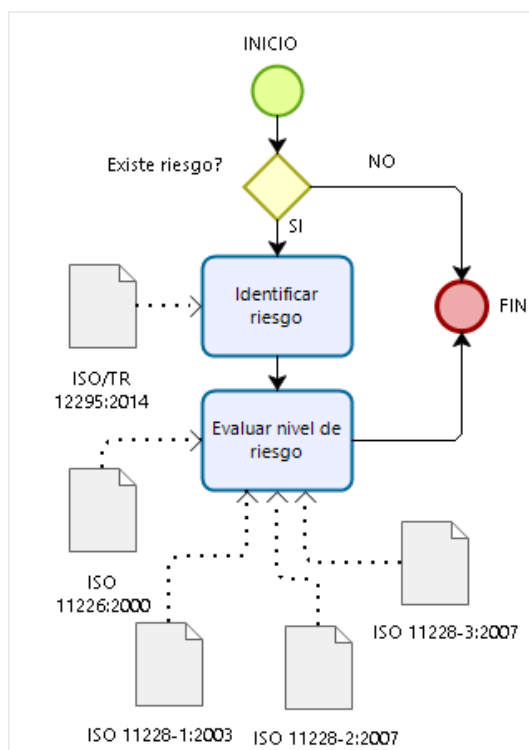 INICIO
Existe riesgo?
NO
SI
Identificar
riesgo
FIN
ISO/TR
12295:2014
Evaluar nivel de
riesgo
ISO
11226:2000
ISO 11228-3:2007
ISO 11228-1:2003
ISO 11228-2:2007